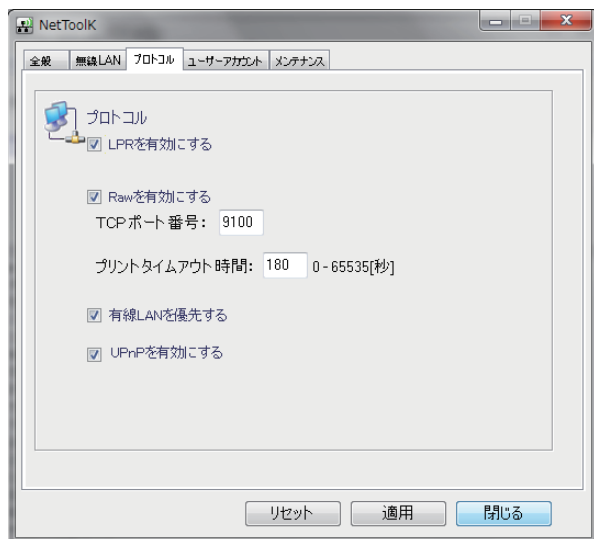 NetToolK
全般 無線LAN プロトコル ユーザーアカウント メンテナンス
プロトコル
LPRを有効にする
Rawを有効にする
TCPポート番号: 9100
プリントタイムアウト時間: 180 0-65535[秒]
有線LANを優先する
UPnPを有効にする
リセット 適用 閉じる